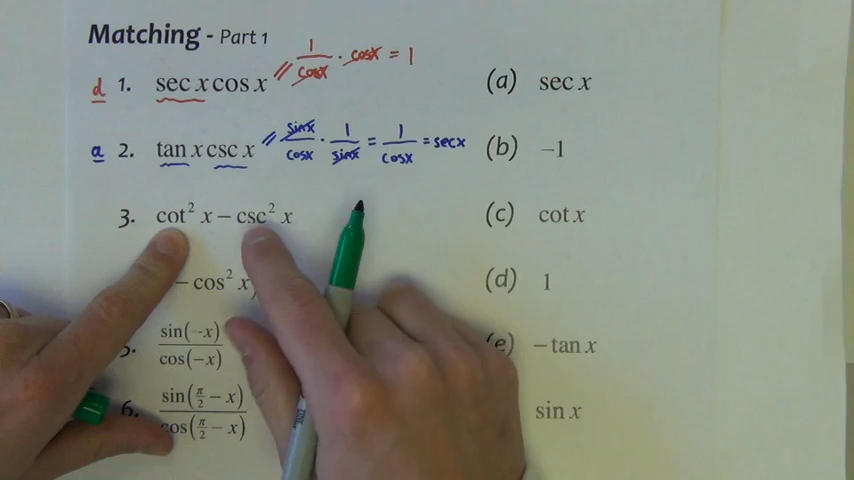 Matching - Part 1
d 1. sec x cos x = 1/cosx · cosx = 1 (a) sec x
a 2. tan x csc x = sinx/cosx · 1/sinx = 1/cosx = secx (b) −1
3. cot² x − csc² x (c) cot x
− cos² x (d) 1
sin(−x)/cos(−x) (e) − tan x
6. sin(π/2 − x)/cos(π/2 − x) sin x